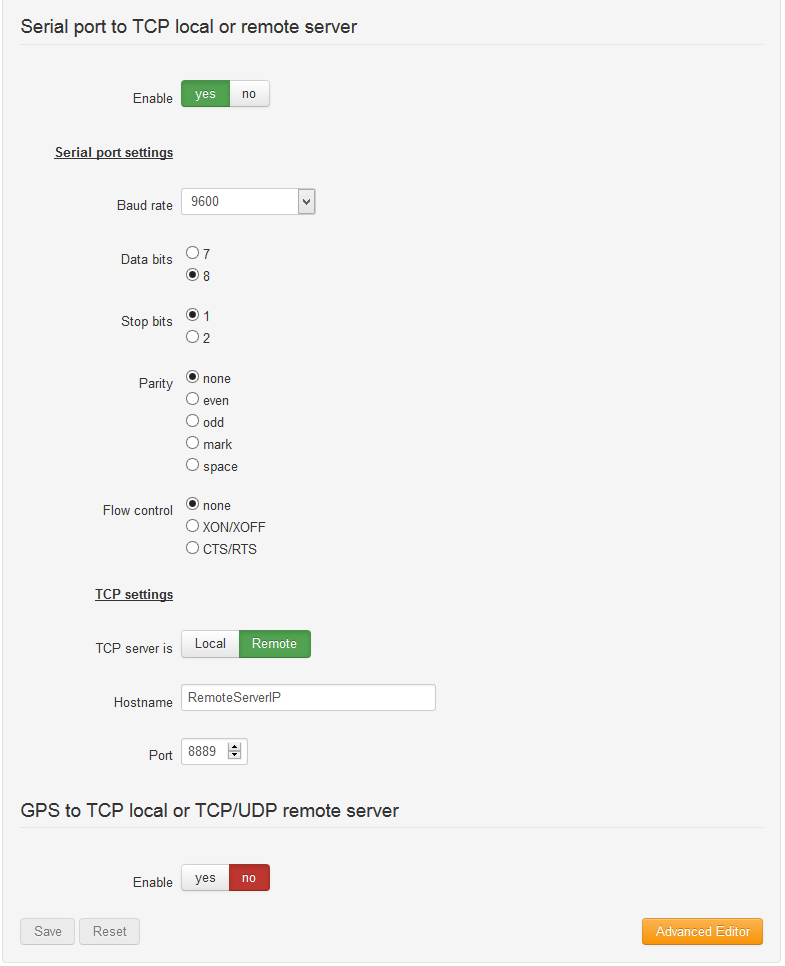 Serial port to TCP local or remote server
Enable yes no
Serial port settings
Baud rate 9600
Data bits 7
8
Stop bits 1
2
Parity none
even
odd
mark
space
Flow control none
XON/XOFF
CTS/RTS
TCP settings
TCP server is Local Remote
Hostname RemoteServerIP
Port 8889
GPS to TCP local or TCP/UDP remote server
Enable yes no
Save Reset Advanced Editor